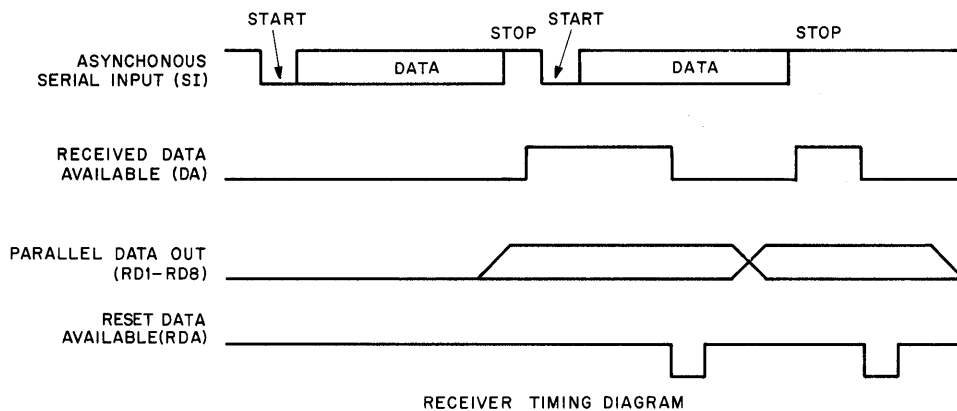 START
START
STOP
STOP
ASYNCHONOUS
SERIAL INPUT (SI)
DATA
DATA
RECEIVED DATA
AVAILABLE (DA)
PARALLEL DATA OUT
(RD1-RD8)
RESET DATA
AVAILABLE(RDA)
RECEIVER TIMING DIAGRAM